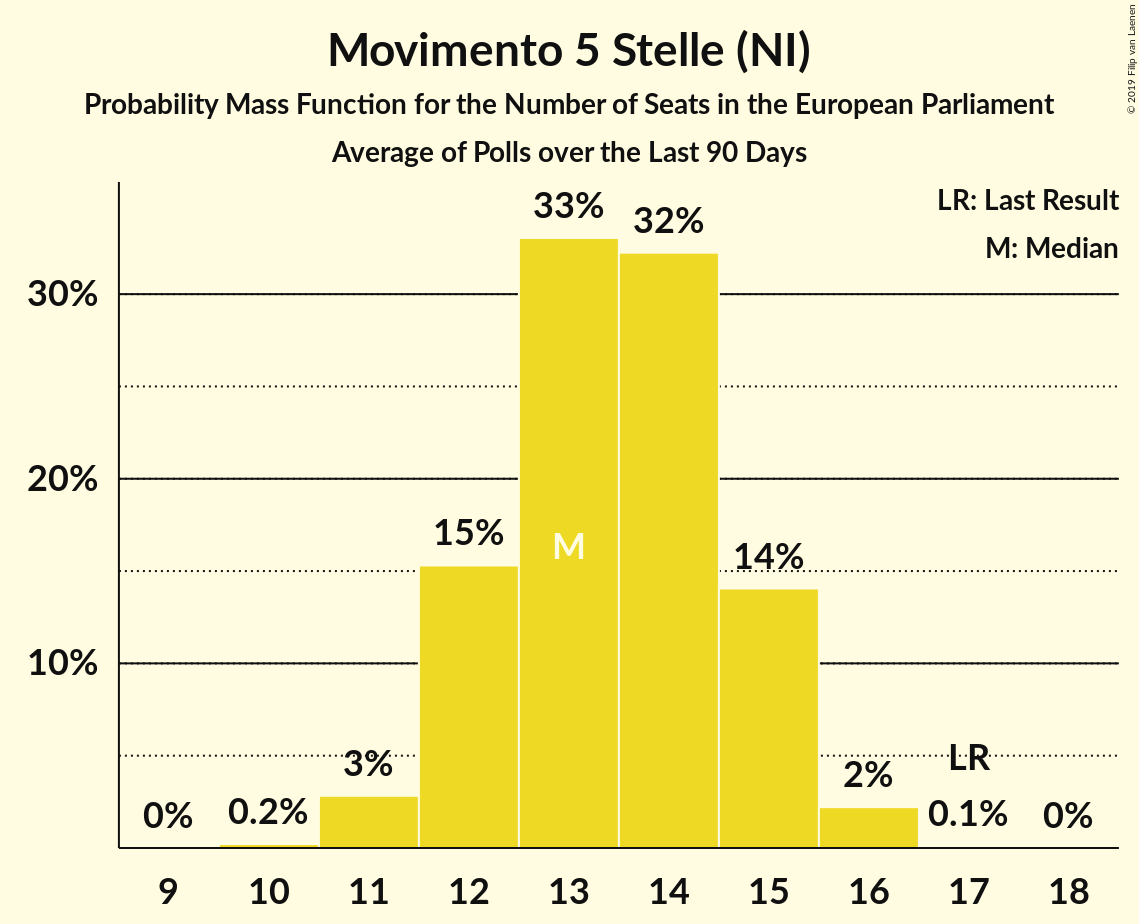 Movimento 5 Stelle (NI)
Probability Mass Function for the Number of Seats in the European Parliament
Average of Polls over the Last 90 Days
© 2019 Filip van Laenen
LR: Last Result
M: Median
33%
32%
30%
20%
15%
M
14%
10%
3%
2%
LR
0%
0.2%
0.1%
0%
9 10 11 12 13 14 15 16 17 18